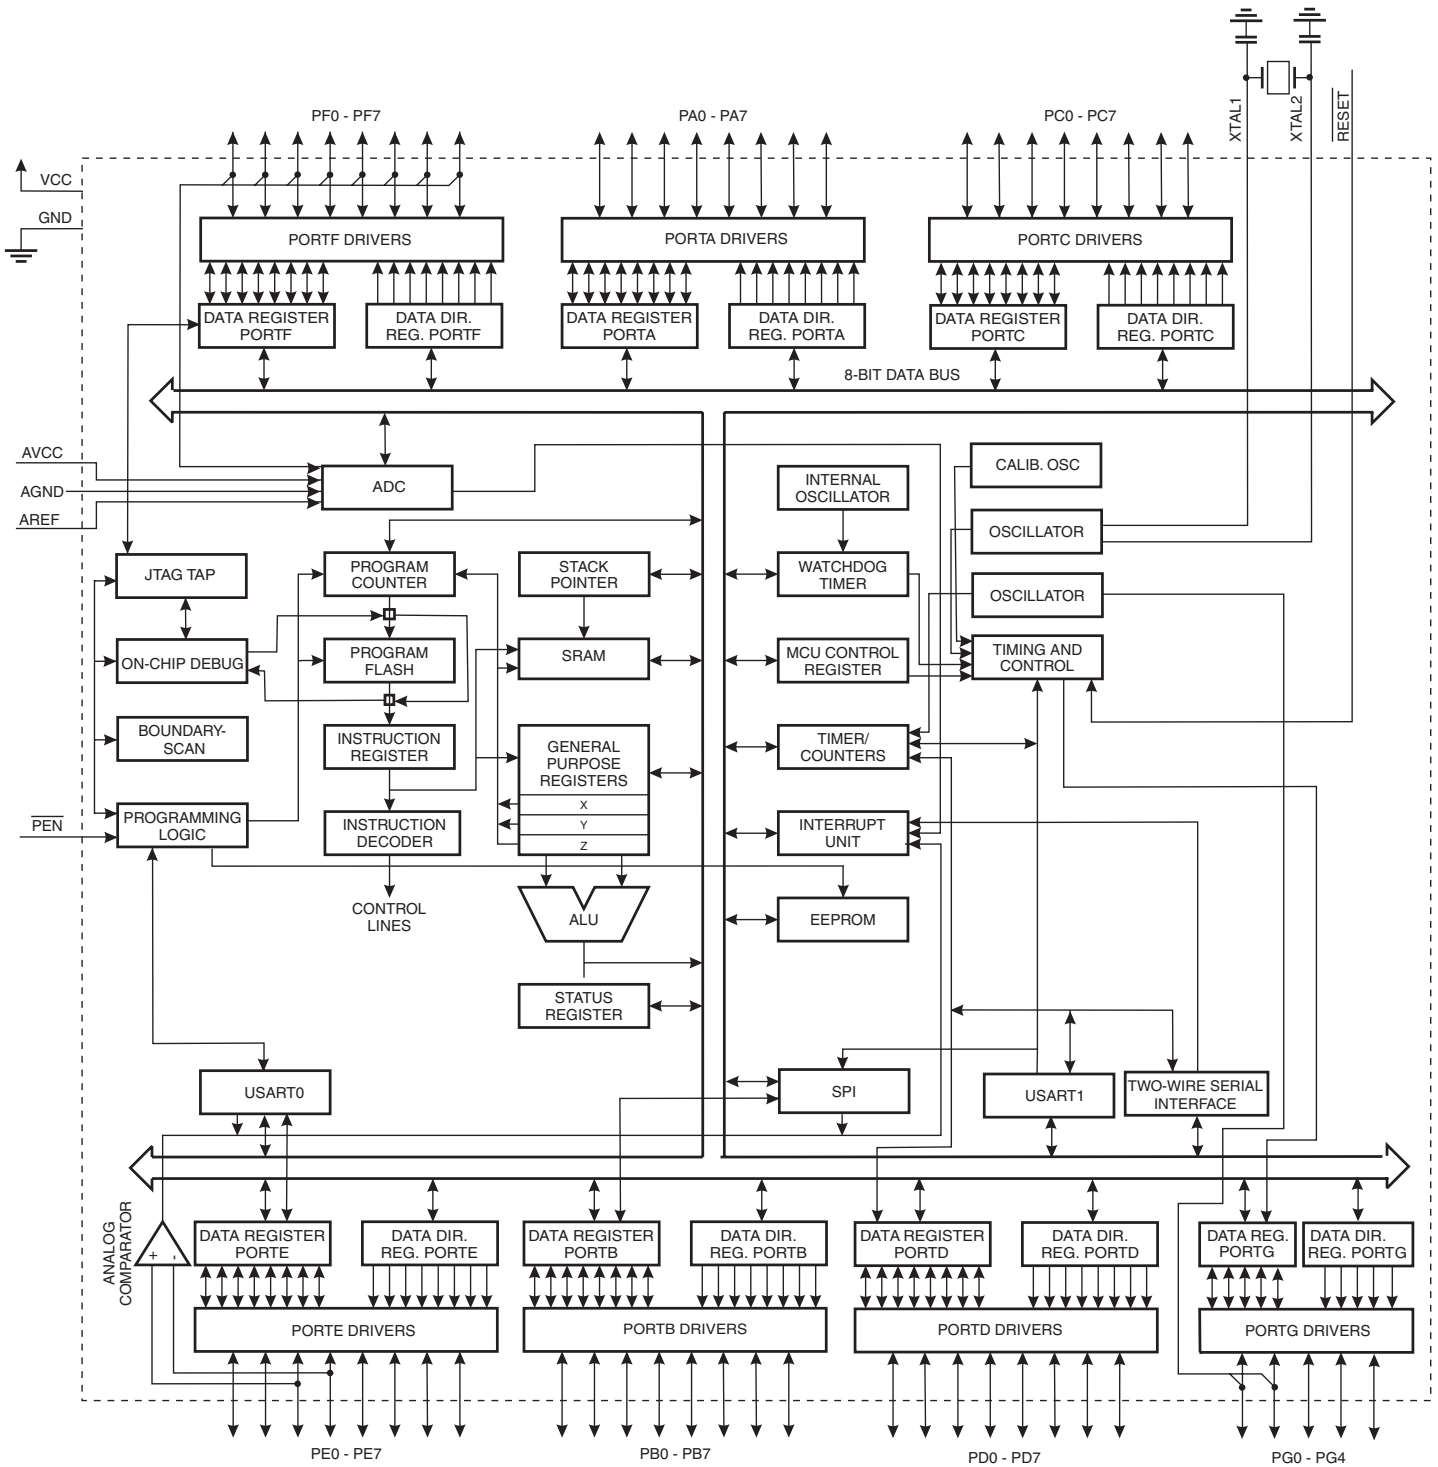 XTAL1
XTAL2
RESET
PF0 - PF7
PA0 - PA7
PC0 - PC7
VCC
GND
PORTF DRIVERS
PORTA DRIVERS
PORTC DRIVERS
DATA REGISTER
PORTF
DATA DIR.
REG. PORTF
DATA REGISTER
PORTA
DATA DIR.
REG. PORTA
DATA REGISTER
PORTC
DATA DIR.
REG. PORTC
8-BIT DATA BUS
AVCC
AGND
AREF
ADC
INTERNAL
OSCILLATOR
CALIB. OSC
OSCILLATOR
JTAG TAP
PROGRAM
COUNTER
STACK
POINTER
WATCHDOG
TIMER
OSCILLATOR
ON-CHIP DEBUG
PROGRAM
FLASH
SRAM
MCU CONTROL
REGISTER
TIMING AND
CONTROL
BOUNDARY-
SCAN
INSTRUCTION
REGISTER
GENERAL
PURPOSE
REGISTERS
X
Y
Z
TIMER/
COUNTERS
PEN
PROGRAMMING
LOGIC
INSTRUCTION
DECODER
INTERRUPT
UNIT
CONTROL
LINES
ALU
EEPROM
STATUS
REGISTER
USART0
SPI
USART1
TWO-WIRE SERIAL
INTERFACE
ANALOG
COMPARATOR
+
-
DATA REGISTER
PORTE
DATA DIR.
REG. PORTE
DATA REGISTER
PORTB
DATA DIR.
REG. PORTB
DATA REGISTER
PORTD
DATA DIR.
REG. PORTD
DATA REG.
PORTG
DATA DIR.
REG. PORTG
PORTE DRIVERS
PORTB DRIVERS
PORTD DRIVERS
PORTG DRIVERS
PE0 - PE7
PB0 - PB7
PD0 - PD7
PG0 - PG4